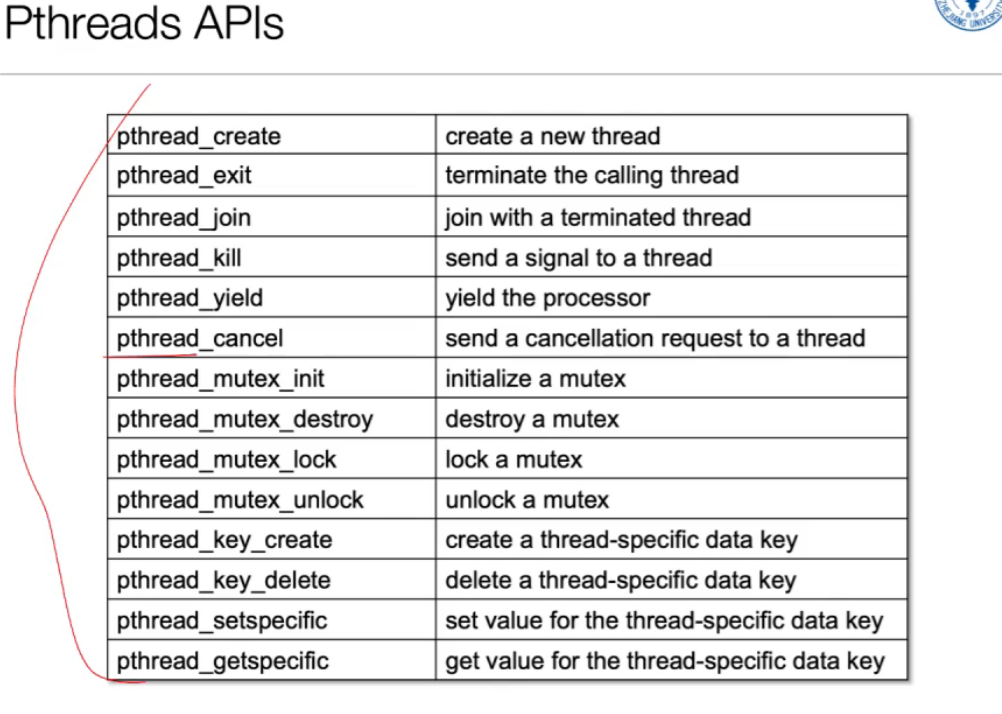 Pthreads APIs
pthread_create create a new thread
pthread_exit terminate the calling thread
pthread_join join with a terminated thread
pthread_kill send a signal to a thread
pthread_yield yield the processor
pthread_cancel send a cancellation request to a thread
pthread_mutex_init initialize a mutex
pthread_mutex_destroy destroy a mutex
pthread_mutex_lock lock a mutex
pthread_mutex_unlock unlock a mutex
pthread_key_create create a thread-specific data key
pthread_key_delete delete a thread-specific data key
pthread_setspecific set value for the thread-specific data key
pthread_getspecific get value for the thread-specific data key